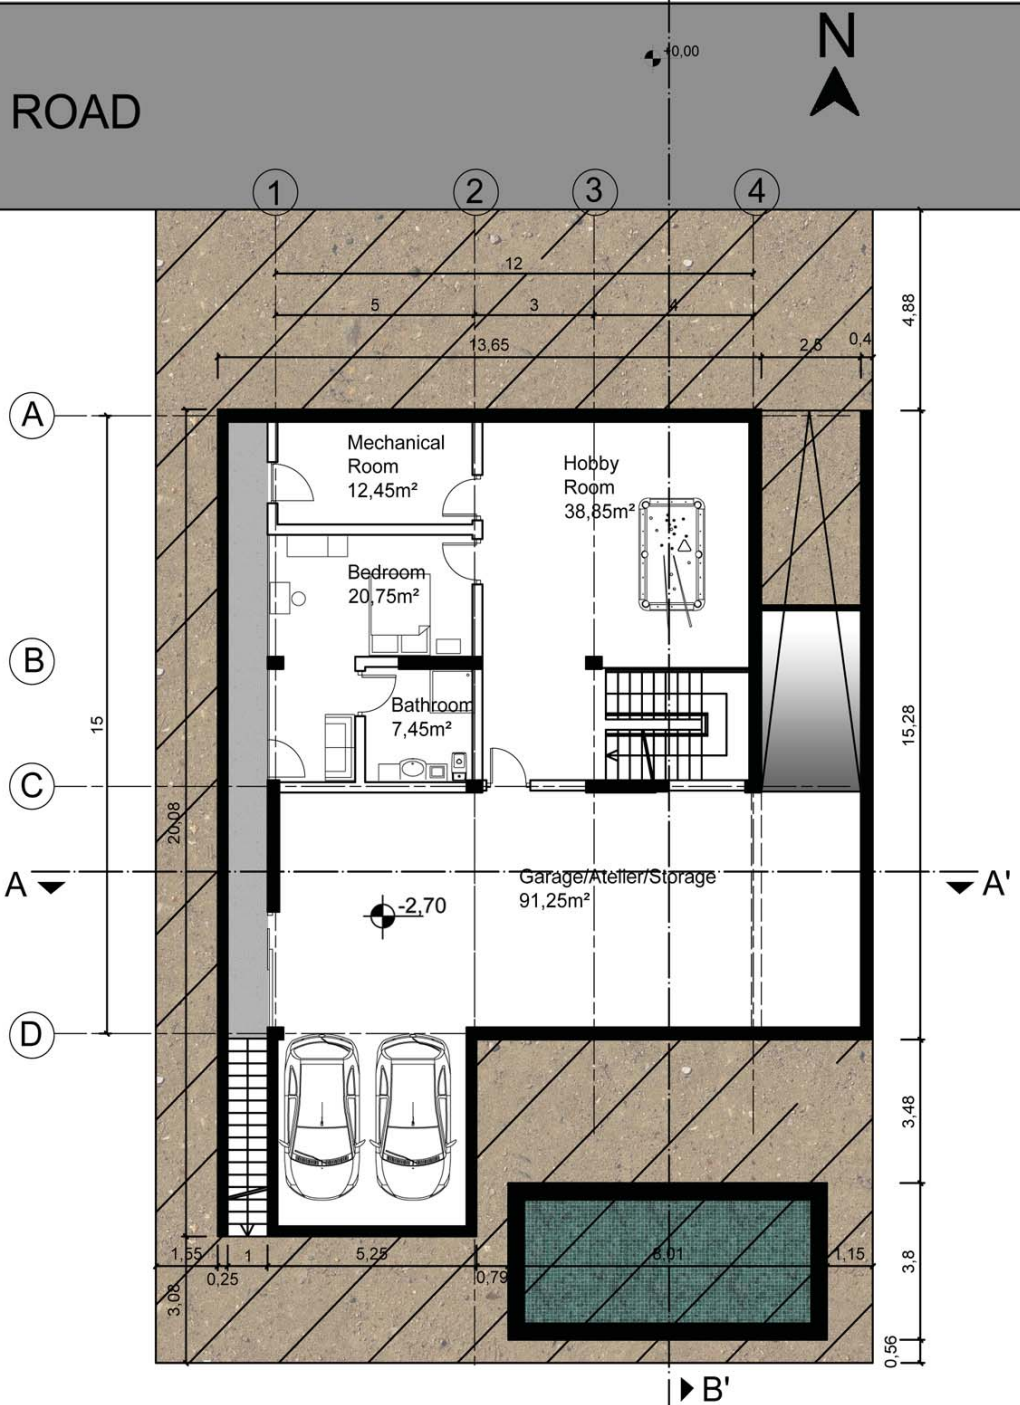 +0,00
N
ROAD
1
2
3
4
12
5
3
4
4,88
13,65
0,4
A
Mechanical
Room
12,45m²
Hobby
Room
38,85m²
Bedroom
20,75m²
B
Bathroom
7,45m²
15
15,28
C
20,08
A
Garage/Atelier/Storage
91,25m²
A'
-2,70
D
3,48
1,55
1
5,25
8,01
1,15
3,8
0,25
0,79
3,08
0,56
B'